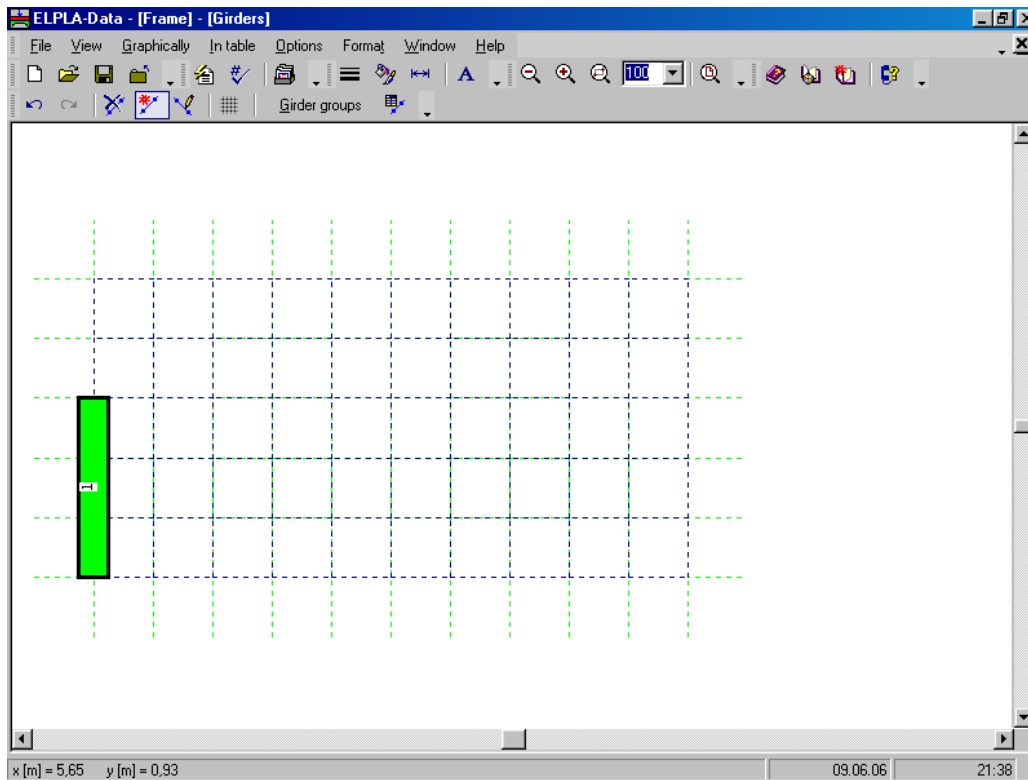 ELPLA-Data - [Frame] - [Girders]
File View Graphically In table Options Format Window Help
A 100
Girder groups
1
x [m] = 5,65 y [m] = 0,93 09.06.06 21:38